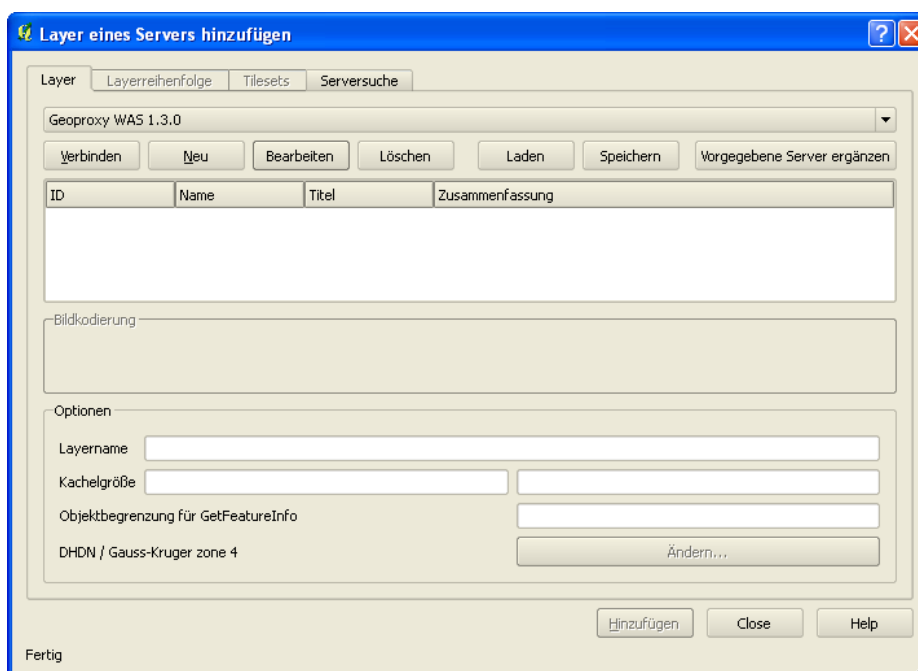 Layer eines Servers hinzufügen
Layer Layerreihenfolge Tilesets Serversuche
Geoproxy WAS 1.3.0
Verbinden Neu Bearbeiten Löschen Laden Speichern Vorgegebene Server ergänzen
ID Name Titel Zusammenfassung
Bildkodierung
Optionen
Layername
Kachelgröße
Objektbegrenzung für GetFeatureInfo
DHDN / Gauss-Kruger zone 4 Ändern...
Hinzufügen Close Help
Fertig